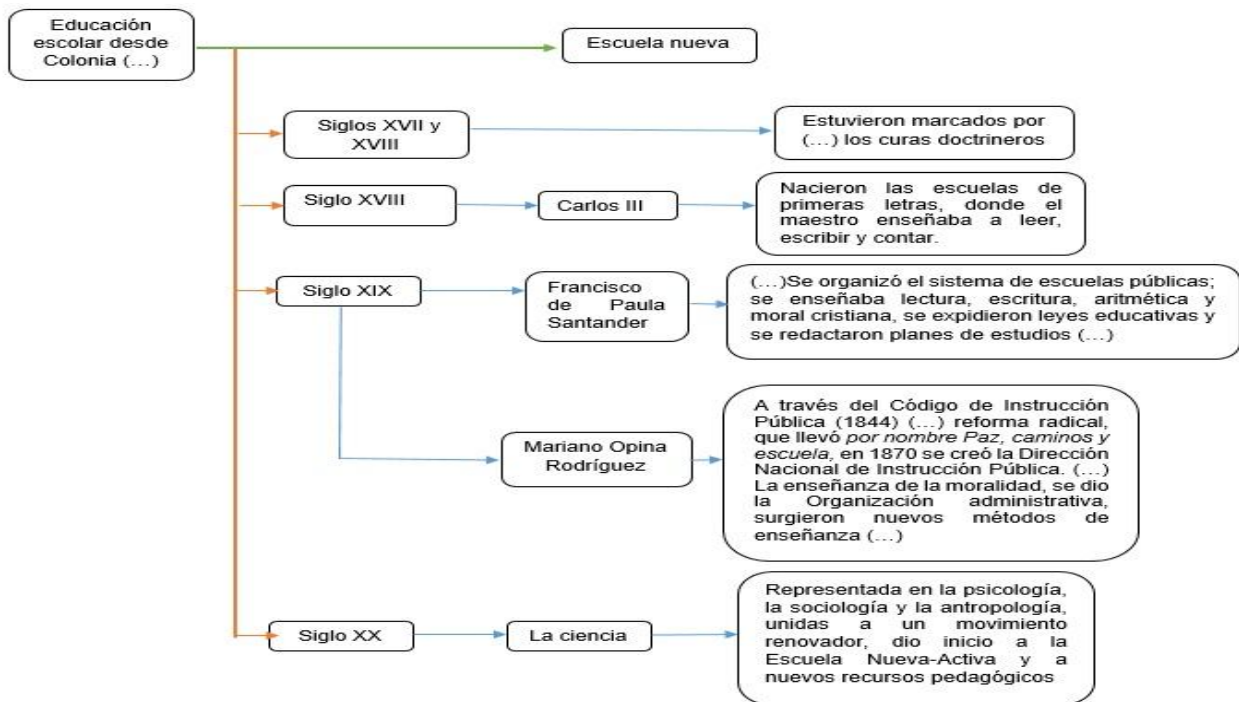 Educación
escolar desde
Colonia (...)
Escuela nueva
Siglos XVII y
XVIII
Estuvieron marcados por
(...) los curas doctrineros
Siglo XVIII
Carlos III
Nacieron las escuelas de
primeras letras, donde el
maestro enseñaba a leer,
escribir y contar.
Siglo XIX
Francisco
de Paula
Santander
(...)Se organizó el sistema de escuelas públicas;
se enseñaba lectura, escritura, aritmética y
moral cristiana, se expidieron leyes educativas y
se redactaron planes de estudios (...)
Mariano Opina
Rodríguez
A través del Código de Instrucción
Pública (1844) (...) reforma radical,
que llevó por nombre Paz, caminos y
escuela, en 1870 se creó la Dirección
Nacional de Instrucción Pública. (...)
La enseñanza de la moralidad, se dio
la Organización administrativa,
surgieron nuevos métodos de
enseñanza (...)
Siglo XX
La ciencia
Representada en la psicología,
la sociología y la antropología,
unidas a un movimiento
renovador, dio inicio a la
Escuela Nueva-Activa y a
nuevos recursos pedagógicos